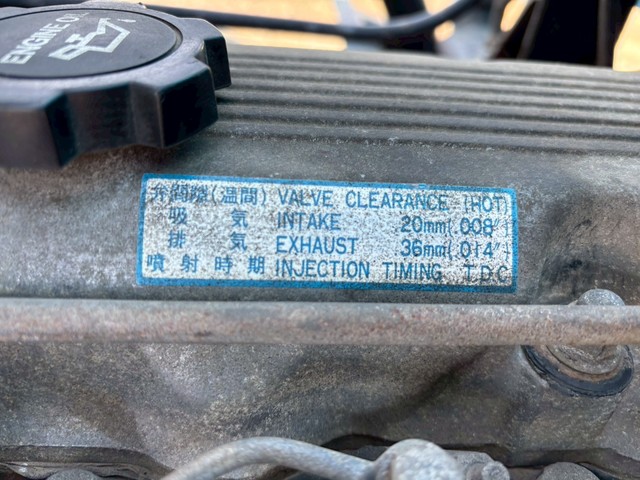 ENGINE OIL
弁間隙(温間) VALVE CLEARANCE (HOT)
吸 気 INTAKE 20mm(.008")
排 気 EXHAUST 36mm(.014")
噴射時期 INJECTION TIMING T.D.C